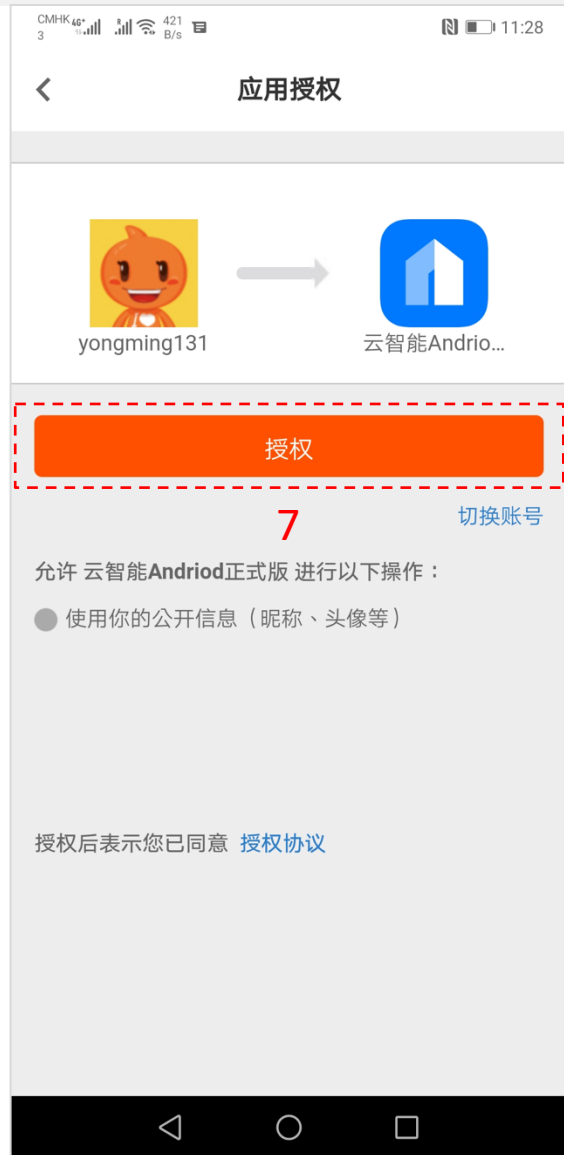 CMHK 4G+ R 421 11:28
3 B/s
应用授权
yongming131 云智能Andrio...
授权
7
切换账号
允许 云智能Andriod正式版 进行以下操作：
使用你的公开信息（昵称、头像等）
授权后表示您已同意 授权协议